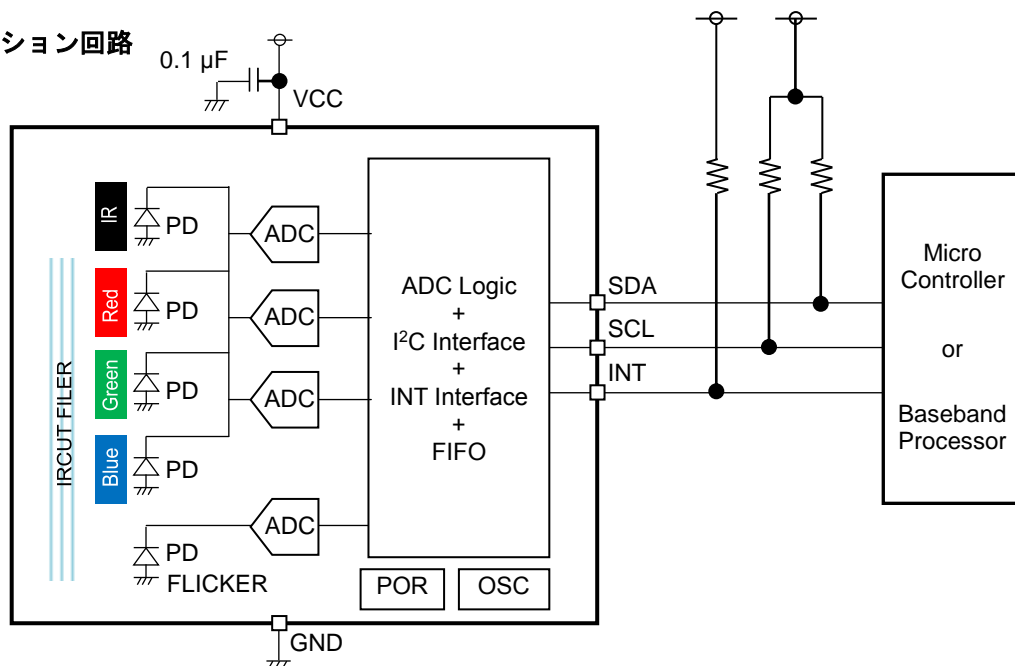 ション回路
0.1 µF
VCC
IR
PD
ADC
Red
PD
ADC
Green
PD
ADC
Blue
PD
IRCUT FILER
PD
FLICKER
ADC
ADC Logic
+
I²C Interface
+
INT Interface
+
FIFO
POR
OSC
GND
SDA
SCL
INT
Micro
Controller
or
Baseband
Processor